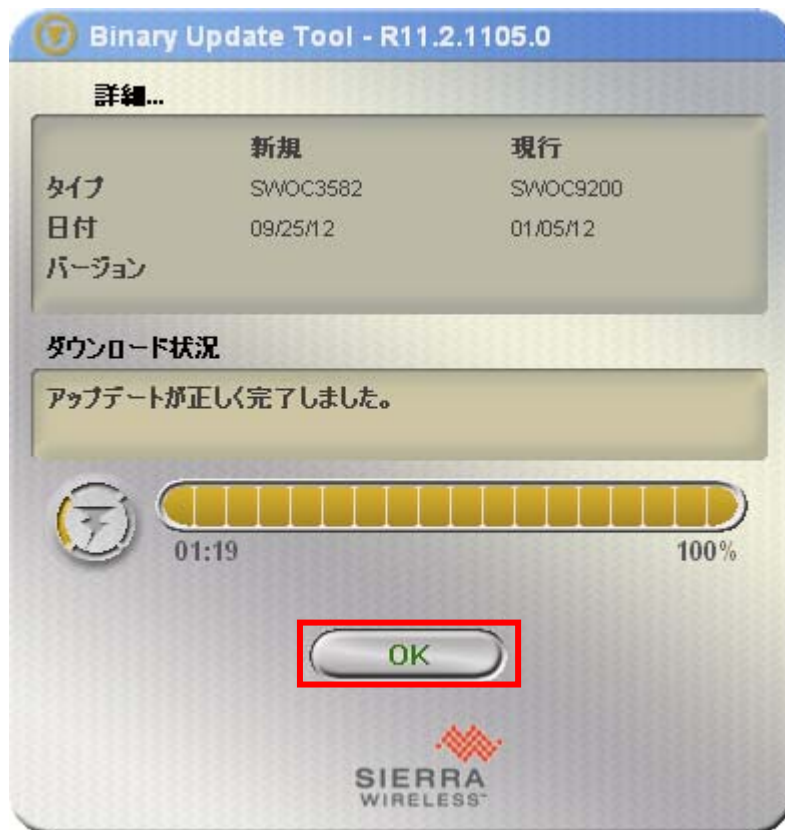 Binary Update Tool - R11.2.1105.0
詳細...
新規 現行
タイプ SWOC3582 SWOC9200
日付 09/25/12 01/05/12
バージョン
ダウンロード状況
アップデートが正しく完了しました。
01:19 100%
OK
SIERRA
WIRELESS™